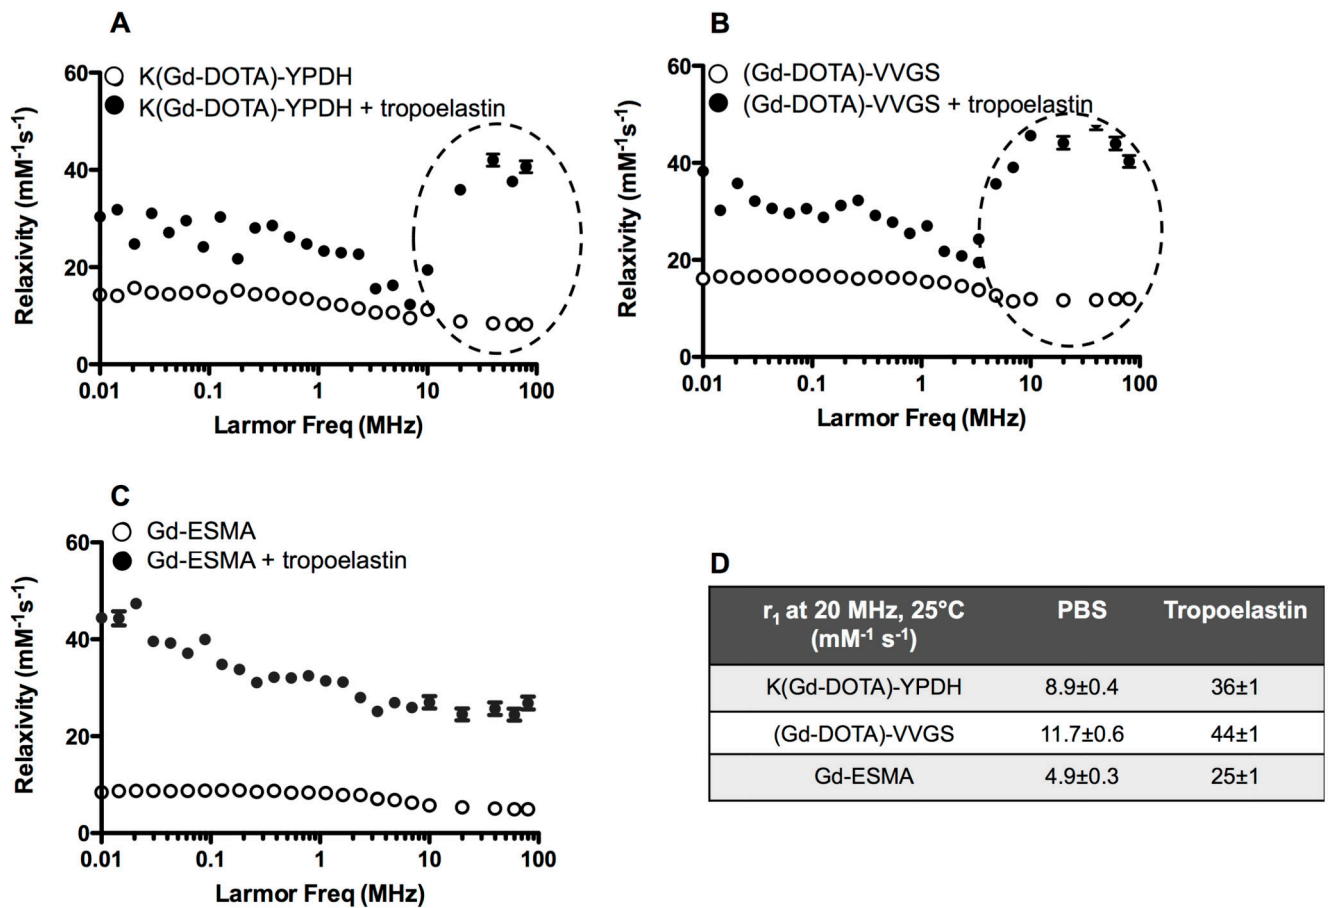 A
K(Gd-DOTA)-YPDH
K(Gd-DOTA)-YPDH + tropoelastin
Relaxivity (mM⁻¹s⁻¹)
60
40
20
0
0.01 0.1 1 10 100
Larmor Freq (MHz)
B
(Gd-DOTA)-VVGS
(Gd-DOTA)-VVGS + tropoelastin
Relaxivity (mM⁻¹s⁻¹)
60
40
20
0
0.01 0.1 1 10 100
Larmor Freq (MHz)
C
Gd-ESMA
Gd-ESMA + tropoelastin
Relaxivity (mM⁻¹s⁻¹)
60
40
20
0
0.01 0.1 1 10 100
Larmor Freq (MHz)
D
r₁ at 20 MHz, 25°C PBS Tropoelastin
(mM⁻¹ s⁻¹)
K(Gd-DOTA)-YPDH 8.9±0.4 36±1
(Gd-DOTA)-VVGS 11.7±0.6 44±1
Gd-ESMA 4.9±0.3 25±1